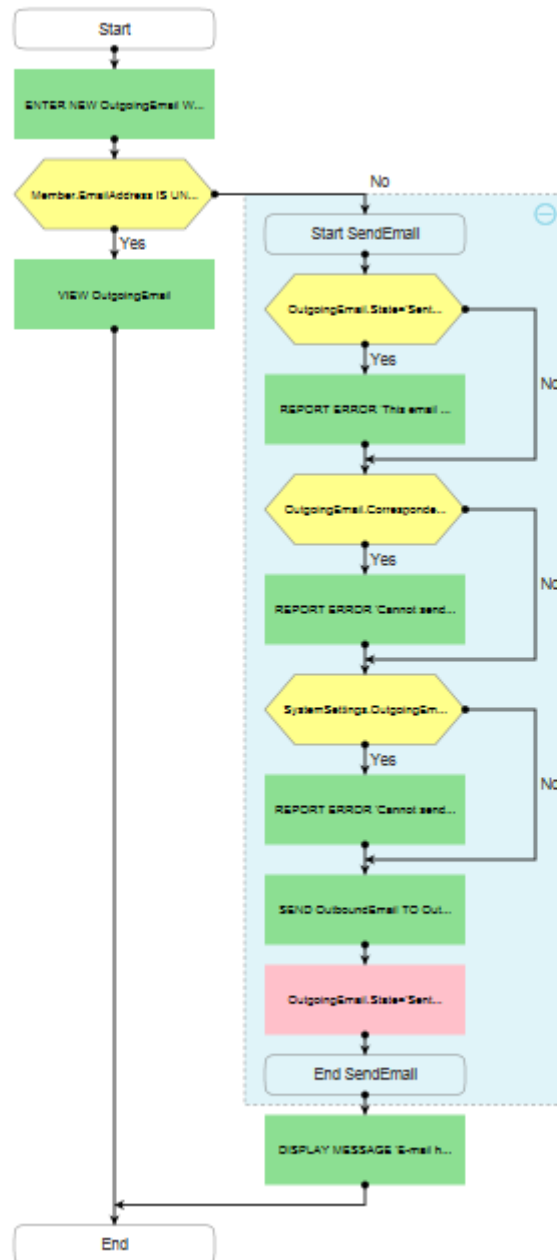 Start
ENTER NEW OutgoingEmail W...
Member.EmailAddress IS UN...
No
Yes
VIEW OutgoingEmail
Start SendEmail
OutgoingEmail.State='Sent...
Yes
No
REPORT ERROR 'This email ...
OutgoingEmail.Corresponde...
Yes
No
REPORT ERROR 'Cannot send...
SystemSettings.OutgoingEm...
Yes
No
REPORT ERROR 'Cannot send...
SEND OutboundEmail TO Out...
OutgoingEmail.State='Sent...
End SendEmail
DISPLAY MESSAGE 'E-mail h...
End